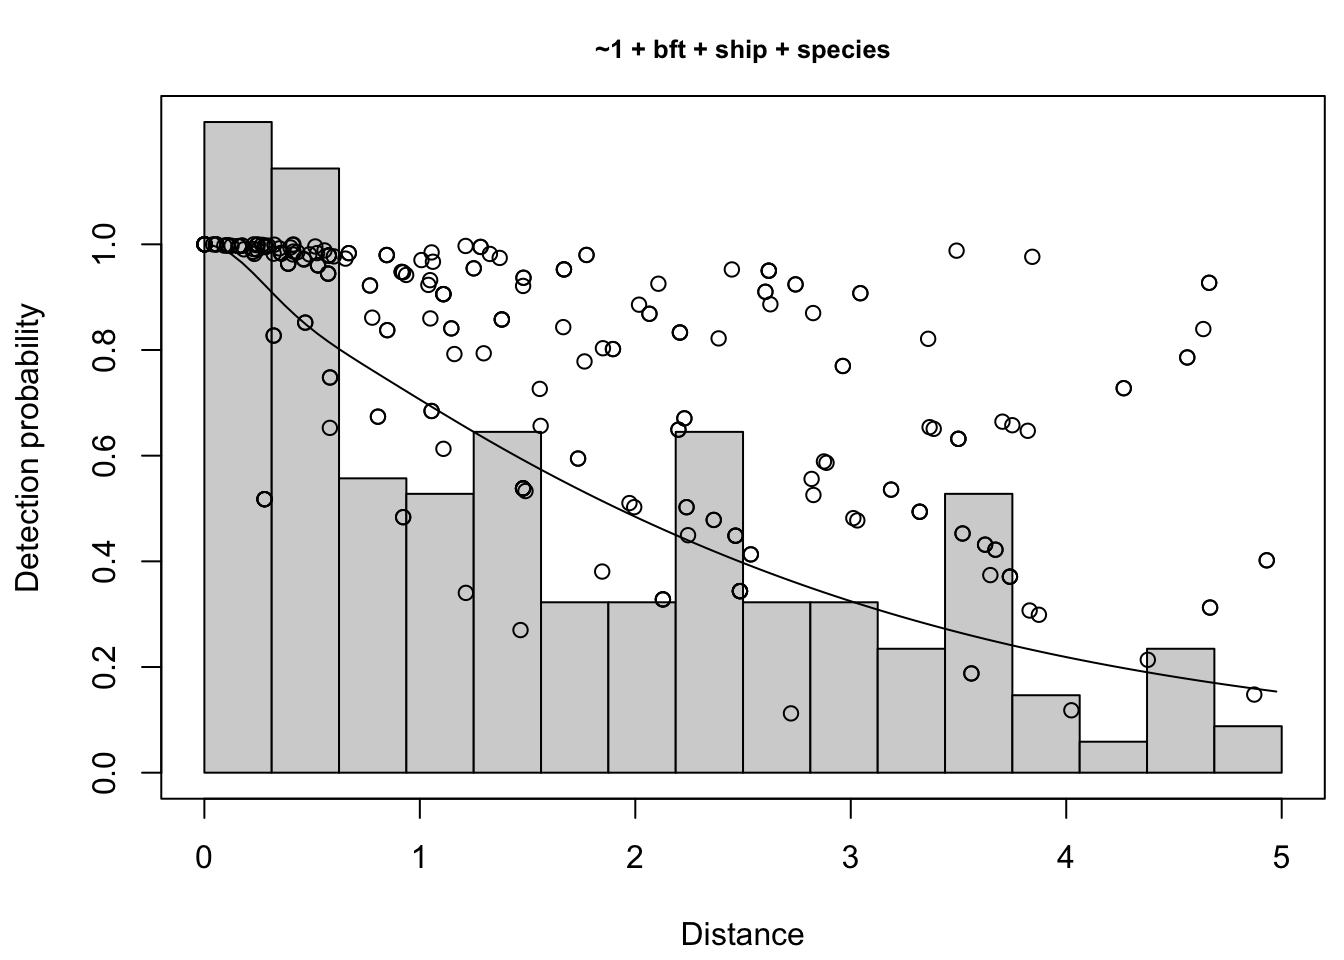 ~1 + bft + ship + species
Detection probability
1.0
0.8
0.6
0.4
0.2
0.0
0 1 2 3 4 5
Distance